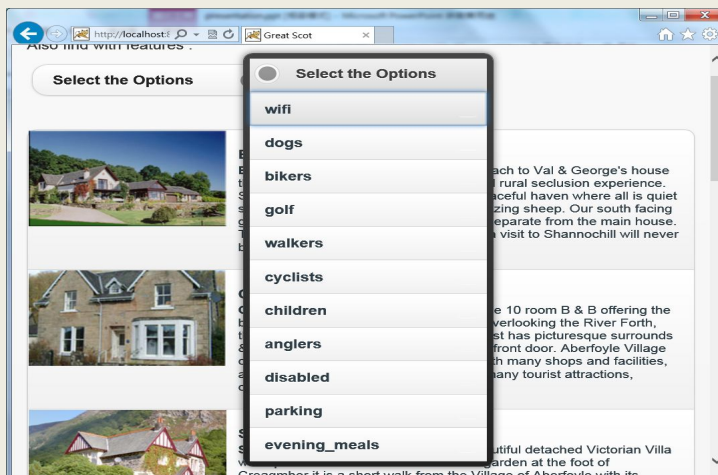 http://localhost:8
Great Scot
Also find with features :
Select the Options
Select the Options
wifi
dogs
bikers
golf
walkers
cyclists
children
anglers
disabled
parking
evening_meals
ach to Val & George's house
rural seclusion experience.
aceful haven where all is quiet
zing sheep. Our south facing
eparate from the main house.
a visit to Shannochill will never
e 10 room B & B offering the
verlooking the River Forth,
st has picturesque surrounds
front door. Aberfoyle Village
th many shops and facilities,
any tourist attractions,
utiful detached Victorian Villa
garden at the foot of
Creagmhor it is a short walk from the Village of Aberfoyle with its